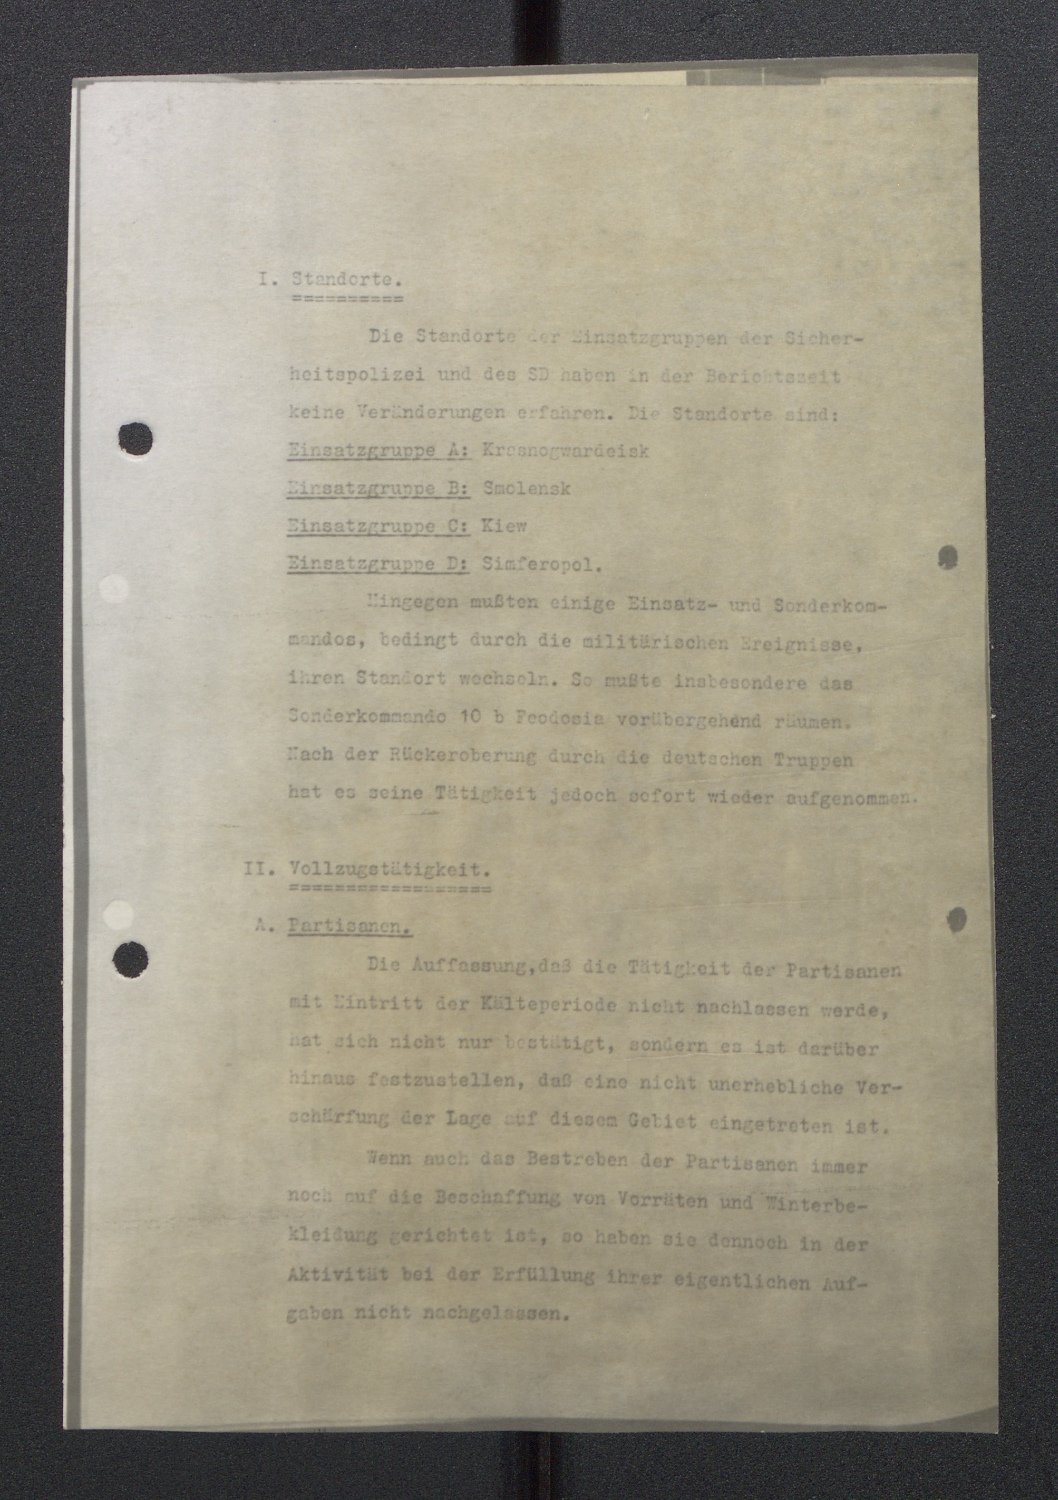 I. Standorte.
==========
Die Standorte der Einsatzgruppen der Sicher-
heitspolizei und des SD haben in der Berichtszeit
keine Veränderungen erfahren. Die Standorte sind:
Einsatzgruppe A: Krasnogwardeisk
Einsatzgruppe B: Smolensk
Einsatzgruppe C: Kiew
Einsatzgruppe D: Simferopol.
Hingegen mußten einige Einsatz- und Sonderkom-
mandos, bedingt durch die militärischen Ereignisse,
ihren Standort wechseln. So mußte insbesondere das
Sonderkommando 10 b Feodosia vorübergehend räumen.
Nach der Rückeroberung durch die deutschen Truppen
hat es seine Tätigkeit jedoch sofort wieder aufgenommen.
II. Vollzugstätigkeit.
==================
A. Partisanen.
Die Auffassung,daß die Tätigkeit der Partisanen
mit Eintritt der Kälteperiode nicht nachlassen werde,
hat sich nicht nur bestätigt, sondern es ist darüber
hinaus festzustellen, daß eine nicht unerhebliche Ver-
schärfung der Lage auf diesem Gebiet eingetreten ist.
Wenn auch das Bestreben der Partisanen immer
noch auf die Beschaffung von Vorräten und Winterbe-
kleidung gerichtet ist, so haben sie dennoch in der
Aktivität bei der Erfüllung ihrer eigentlichen Auf-
gaben nicht nachgelassen.